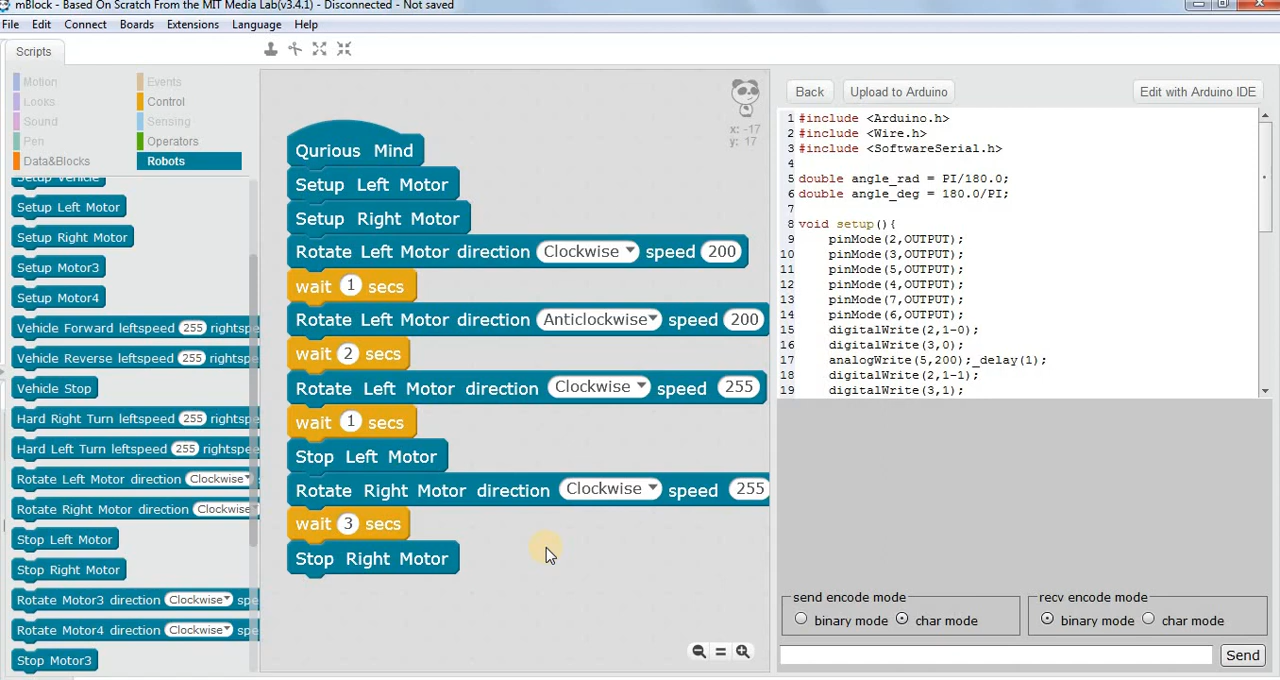 mBlock - Based On Scratch From the MIT Media Lab(v3.4.1) - Disconnected - Not saved
File Edit Connect Boards Extensions Language Help
Scripts
Motion Events
Looks Control
Sound Sensing
Pen Operators
Data&Blocks Robots
Setup Vehicle
Setup Left Motor
Setup Right Motor
Setup Motor3
Setup Motor4
Vehicle Forward leftspeed 255 rightspe
Vehicle Reverse leftspeed 255 rightspe
Vehicle Stop
Hard Right Turn leftspeed 255 rightspe
Hard Left Turn leftspeed 255 rightspe
Rotate Left Motor direction Clockwise
Rotate Right Motor direction Clockwise
Stop Left Motor
Stop Right Motor
Rotate Motor3 direction Clockwise spe
Rotate Motor4 direction Clockwise spe
Stop Motor3
x: -17
y: 17
Qurious Mind
Setup Left Motor
Setup Right Motor
Rotate Left Motor direction Clockwise speed 200
wait 1 secs
Rotate Left Motor direction Anticlockwise speed 200
wait 2 secs
Rotate Left Motor direction Clockwise speed 255
wait 1 secs
Stop Left Motor
Rotate Right Motor direction Clockwise speed 255
wait 3 secs
Stop Right Motor
Back Upload to Arduino Edit with Arduino IDE
1 #include <Arduino.h>
2 #include <Wire.h>
3 #include <SoftwareSerial.h>
4
5 double angle_rad = PI/180.0;
6 double angle_deg = 180.0/PI;
7
8 void setup(){
9 pinMode(2,OUTPUT);
10 pinMode(3,OUTPUT);
11 pinMode(5,OUTPUT);
12 pinMode(4,OUTPUT);
13 pinMode(7,OUTPUT);
14 pinMode(6,OUTPUT);
15 digitalWrite(2,1-0);
16 digitalWrite(3,0);
17 analogWrite(5,200);_delay(1);
18 digitalWrite(2,1-1);
19 digitalWrite(3,1);
send encode mode
binary mode char mode
recv encode mode
binary mode char mode
Send